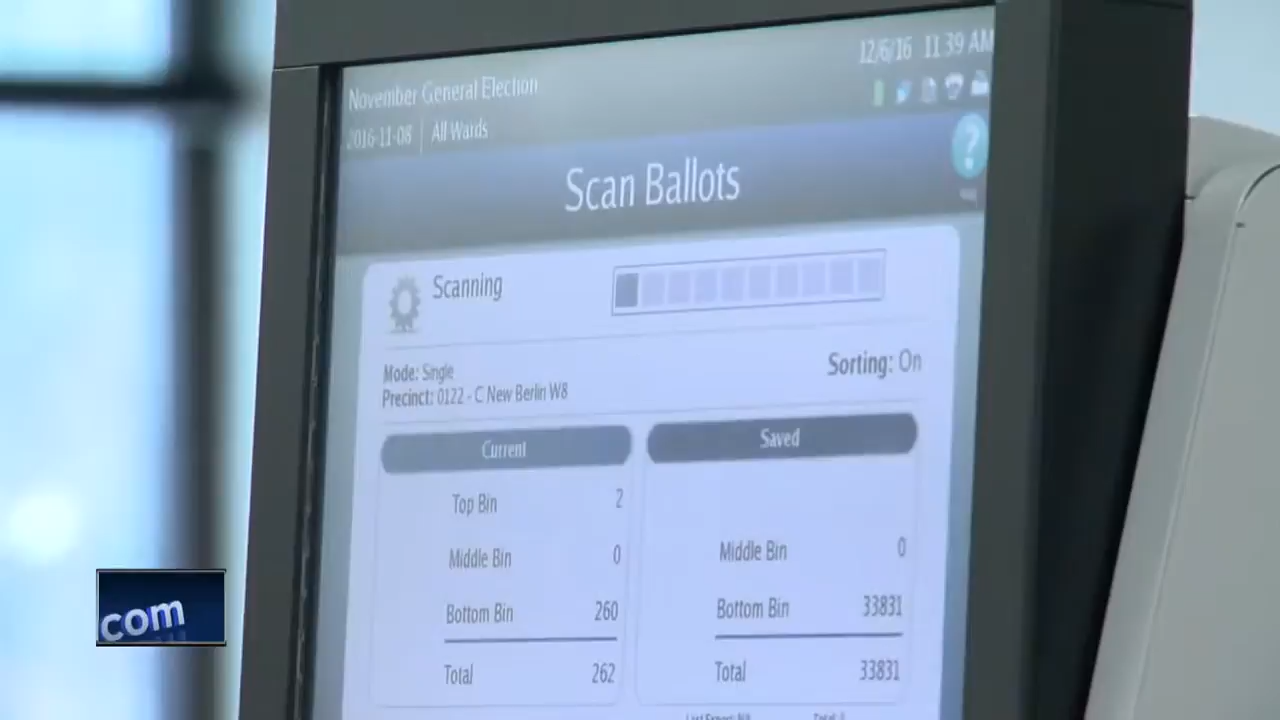 12/6/16 11:39 AM
November General Election
2016-11-08 All Wards
?
Scan Ballots
Scanning
Mode: Single
Sorting: On
Precinct: 0122 - C New Berlin W8
Current
Saved
Top Bin 2
Middle Bin 0
Middle Bin 0
Bottom Bin 260
Bottom Bin 33831
Total 262
Total 33831
com